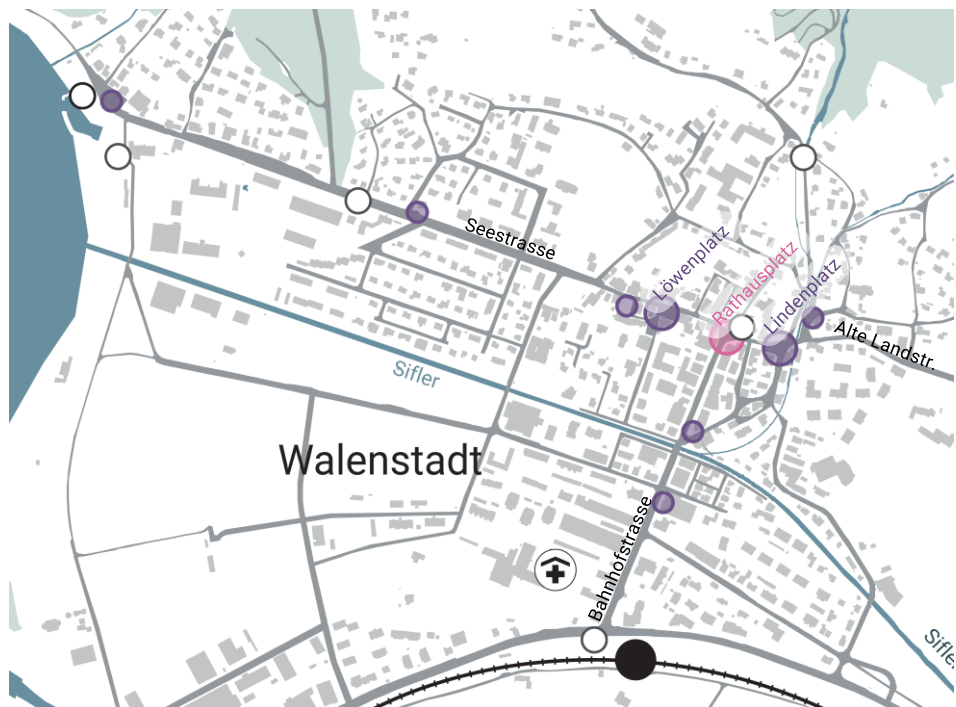 Seestrasse
Löwenplatz
Rathausplatz
Lindenplatz
Alte Landstr.
Sifler
Walenstadt
Bahnhofstrasse
Sifler